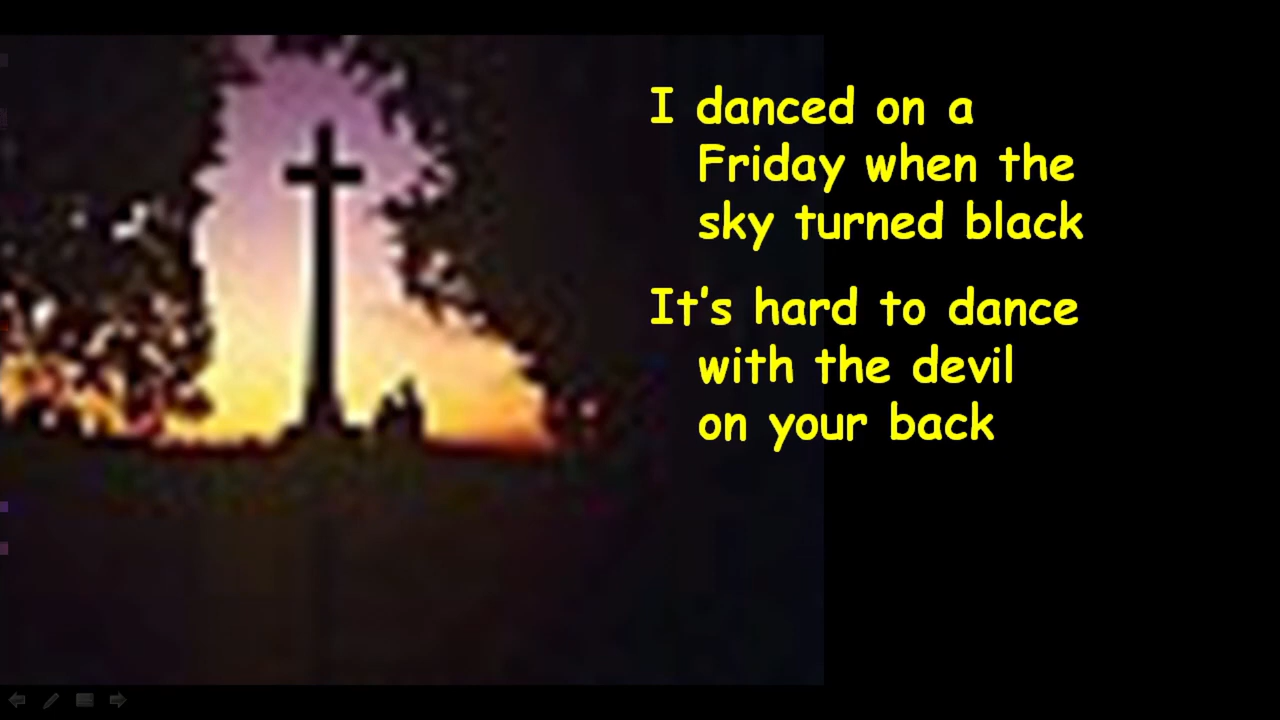 I danced on a
Friday when the
sky turned black
It's hard to dance
with the devil
on your back